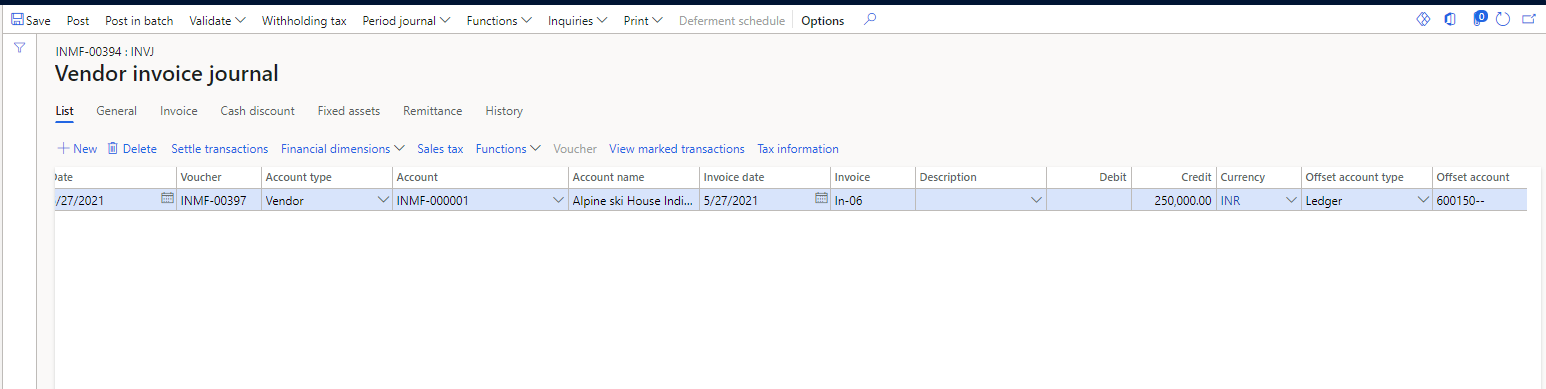 Save Post Post in batch Validate Withholding tax Period journal Functions Inquiries Print Deferment schedule Options 0
INMF-00394 : INVJ
Vendor invoice journal
List General Invoice Cash discount Fixed assets Remittance History
New Delete Settle transactions Financial dimensions Sales tax Functions Voucher View marked transactions Tax information
Voucher Account type Account Account name Invoice date Invoice Description Debit Credit Currency Offset account type Offset account
/27/2021 INMF-00397 Vendor INMF-000001 Alpine ski House Indi... 5/27/2021 In-06 250,000.00 INR Ledger 600150--